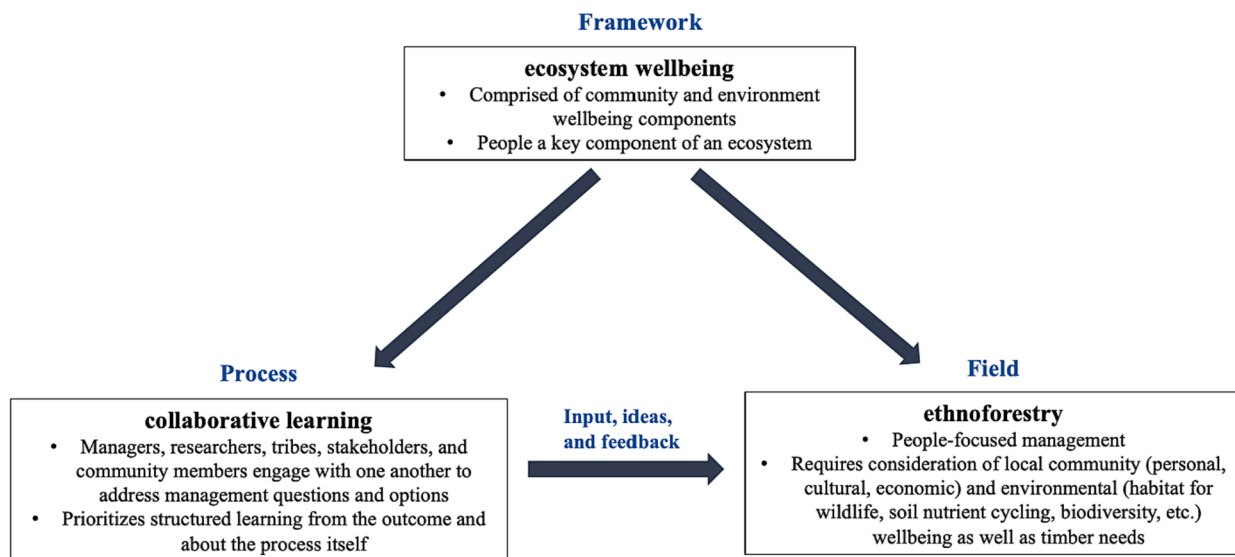 Framework
ecosystem wellbeing
• Comprised of community and environment
wellbeing components
• People a key component of an ecosystem
Process
collaborative learning
• Managers, researchers, tribes, stakeholders, and
community members engage with one another to
address management questions and options
• Prioritizes structured learning from the outcome and
about the process itself
Input, ideas,
and feedback
Field
ethnoforestry
• People-focused management
• Requires consideration of local community (personal,
cultural, economic) and environmental (habitat for
wildlife, soil nutrient cycling, biodiversity, etc.)
wellbeing as well as timber needs